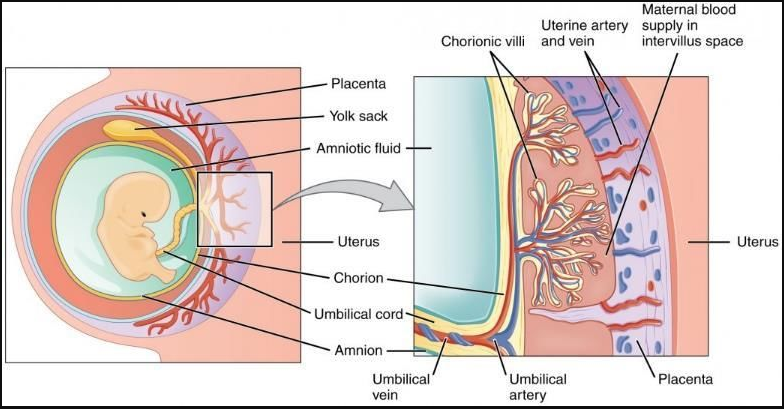 Maternal blood
supply in
intervillus space
Uterine artery
and vein
Chorionic villi
Placenta
Yolk sack
Amniotic fluid
Uterus
Uterus
Chorion
Umbilical cord
Amnion
Umbilical
vein
Umbilical
artery
Placenta